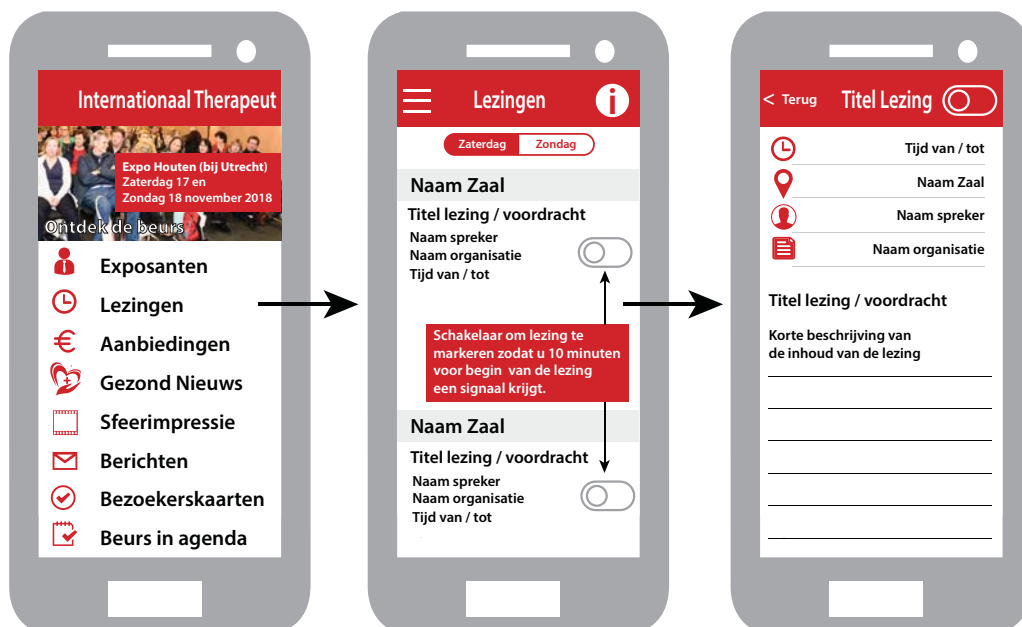 Internationaal Therapeut
Expo Houten (bij Utrecht)
Zaterdag 17 en
Zondag 18 november 2018
Ontdek de beurs
Exposanten
Lezingen
Aanbiedingen
Gezond Nieuws
Sfeerimpressie
Berichten
Bezoekerskaarten
Beurs in agenda
Lezingen
Zaterdag Zondag
Naam Zaal
Titel lezing / voordracht
Naam spreker
Naam organisatie
Tijd van / tot
Schakelaar om lezing te
markeren zodat u 10 minuten
voor begin van de lezing
een signaal krijgt.
Naam Zaal
Titel lezing / voordracht
Naam spreker
Naam organisatie
Tijd van / tot
< Terug Titel Lezing
Tijd van / tot
Naam Zaal
Naam spreker
Naam organisatie
Titel lezing / voordracht
Korte beschrijving van
de inhoud van de lezing